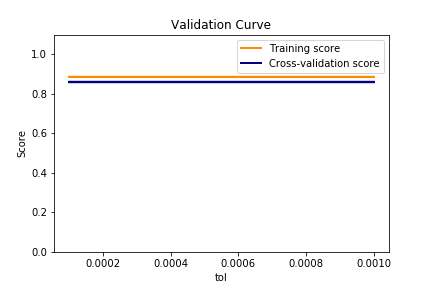 Validation Curve
Training score
Cross-validation score
1.0
0.8
0.6
0.4
0.2
0.0
Score
0.0002 0.0004 0.0006 0.0008 0.0010
tol